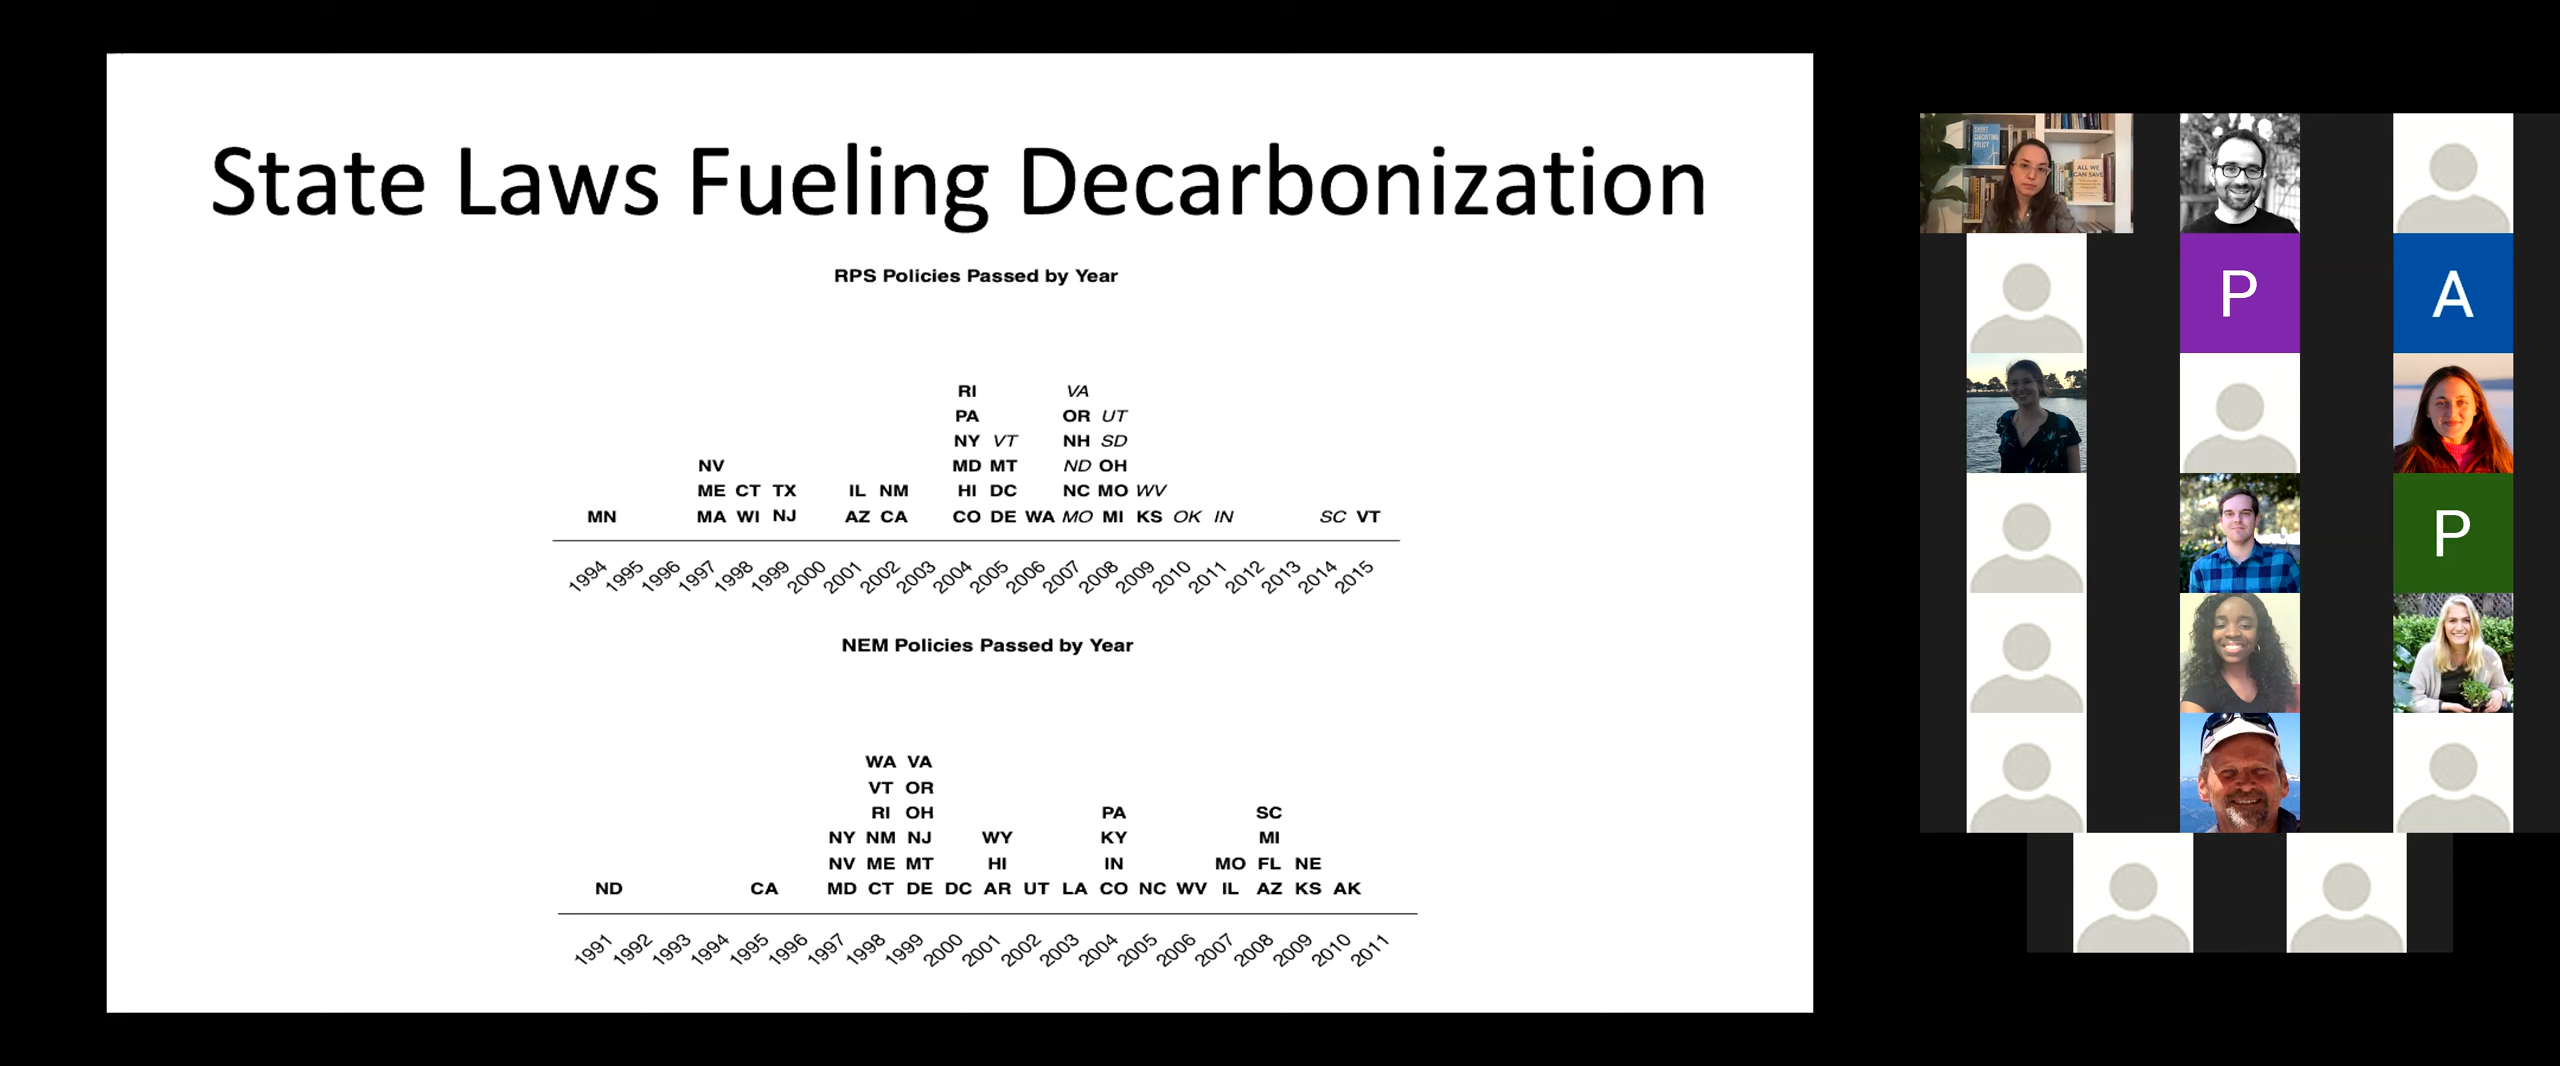 State Laws Fueling Decarbonization
RPS Policies Passed by Year
RI VA
PA OR UT
NY VT NH SD
NV MD MT ND OH
ME CT TX IL NM HI DC NC MO WV
MA WI NJ AZ CA CO DE WA MO MI KS OK IN SC VT
MN
1994 1995 1996 1997 1998 1999 2000 2001 2002 2003 2004 2005 2006 2007 2008 2009 2010 2011 2012 2013 2014 2015
NEM Policies Passed by Year
WA VA
VT OR
RI OH PA SC
NY NM NJ WY KY MI
NV ME MT HI IN MO FL NE
ND CA MD CT DE DC AR UT LA CO NC WV IL AZ KS AK
1991 1992 1993 1994 1995 1996 1997 1998 1999 2000 2001 2002 2003 2004 2005 2006 2007 2008 2009 2010 2011
SHORT
CIRCUITING
POLICY
ALL WE
CAN SAVE
P
A
P